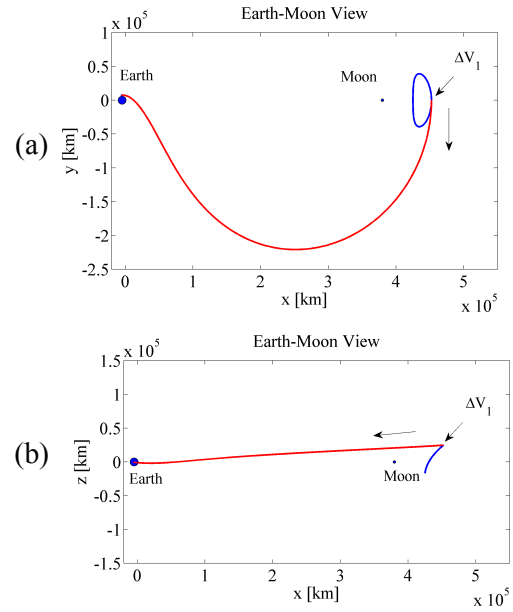 Earth-Moon View
x 10^5
1
0.5
0
-0.5
-1
-1.5
-2
-2.5
y [km]
(a)
Earth
Moon
ΔV_1
0 1 2 3 4 5
x [km]
x 10^5
Earth-Moon View
x 10^5
1.5
1
0.5
0
-0.5
-1
-1.5
z [km]
(b)
ΔV_1
Earth
Moon
0 1 2 3 4 5
x [km]
x 10^5